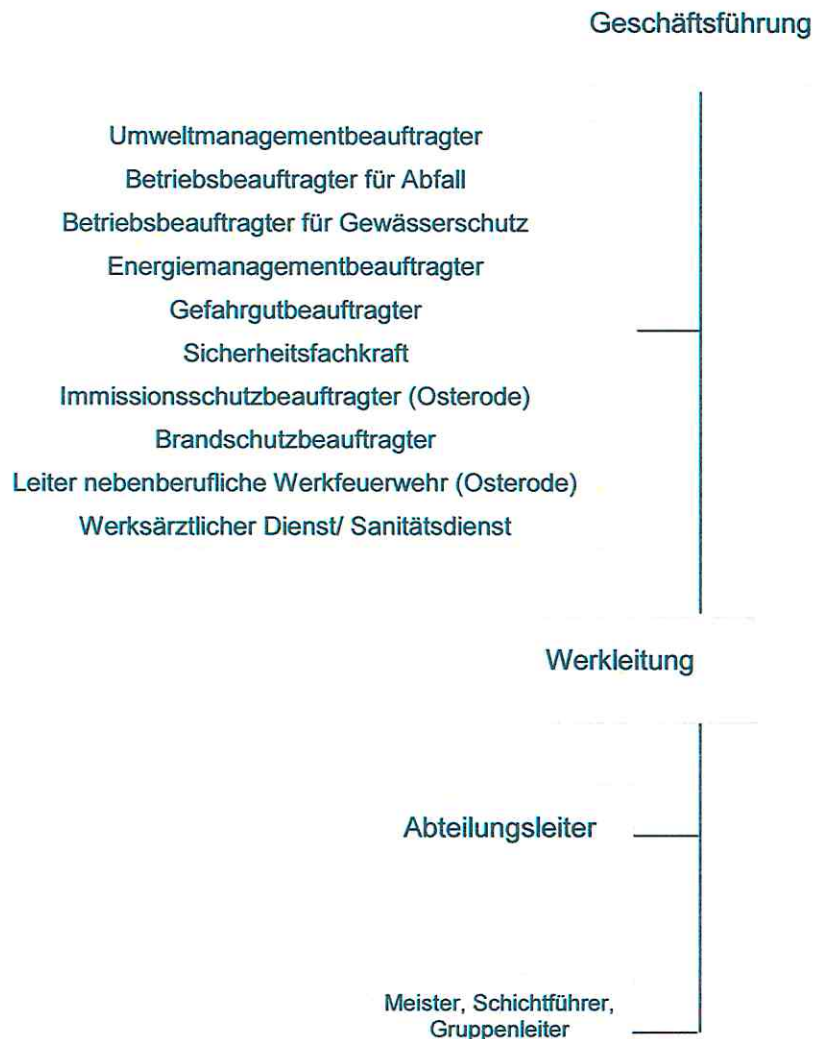 Geschäftsführung
Umweltmanagementbeauftragter
Betriebsbeauftragter für Abfall
Betriebsbeauftragter für Gewässerschutz
Energiemanagementbeauftragter
Gefahrgutbeauftragter
Sicherheitsfachkraft
Immissionsschutzbeauftragter (Osterode)
Brandschutzbeauftragter
Leiter nebenberufliche Werkfeuerwehr (Osterode)
Werksärztlicher Dienst/ Sanitätsdienst
Werkleitung
Abteilungsleiter
Meister, Schichtführer,
Gruppenleiter